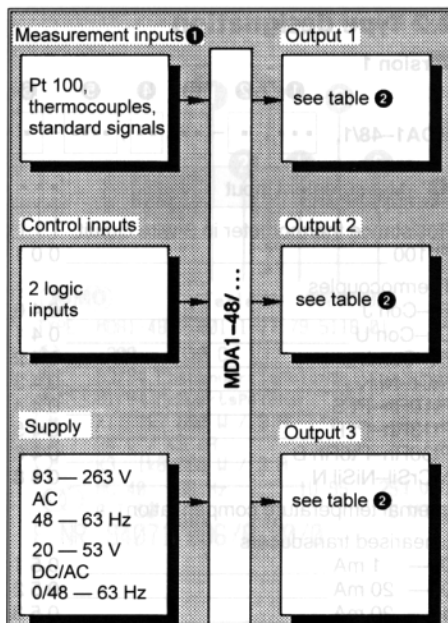 Measurement inputs ❶
Pt 100,
thermocouples,
standard signals
Control inputs
2 logic
inputs
Supply
93 — 263 V
AC
48 — 63 Hz
20 — 53 V
DC/AC
0/48 — 63 Hz
MDA1–48/ ...
Output 1
see table ❷
Output 2
see table ❷
Output 3
see table ❷